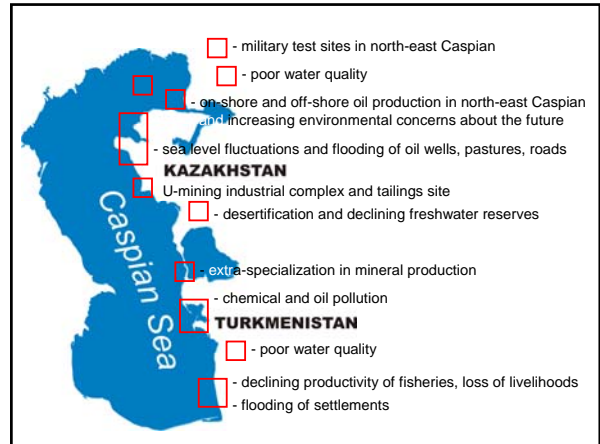 - military test sites in north-east Caspian
- poor water quality
- on-shore and off-shore oil production in north-east Caspian
and increasing environmental concerns about the future
- sea level fluctuations and flooding of oil wells, pastures, roads
KAZAKHSTAN
U-mining industrial complex and tailings site
- desertification and declining freshwater reserves
Caspian Sea
- extra-specialization in mineral production
- chemical and oil pollution
TURKMENISTAN
- poor water quality
- declining productivity of fisheries, loss of livelihoods
- flooding of settlements